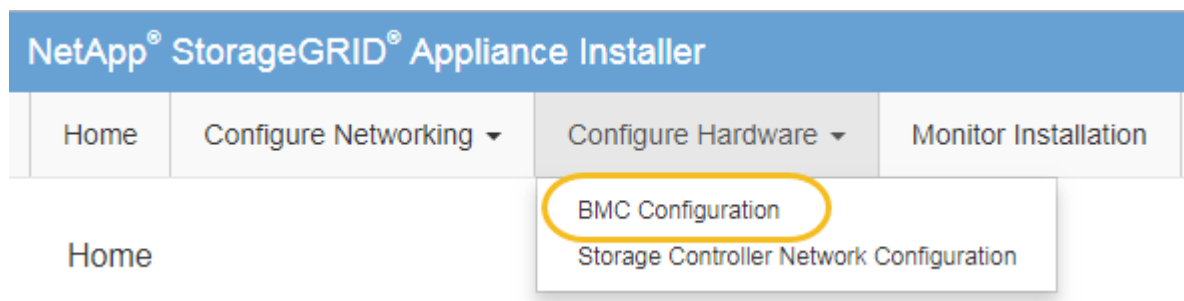 NetApp® StorageGRID® Appliance Installer
Home Configure Networking Configure Hardware Monitor Installation
BMC Configuration
Home
Storage Controller Network Configuration